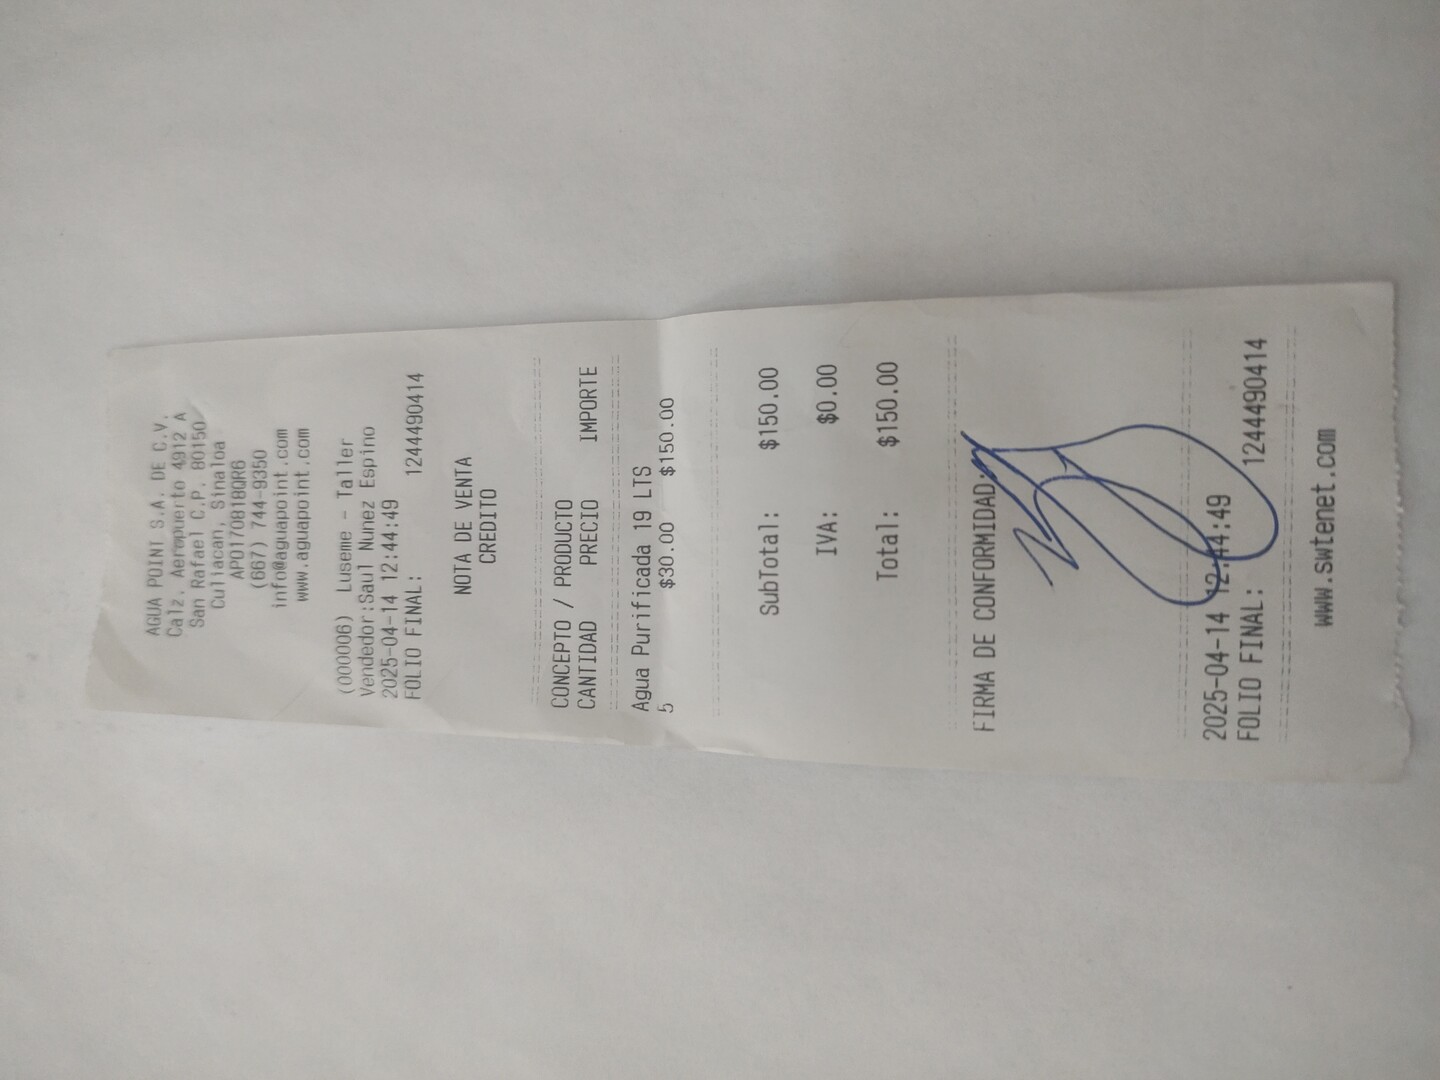 AGUA POINT S.A. DE C.V.
Calz. Aeropuerto 4912 A
San Rafael C.P. 80150
Culiacan, Sinaloa
APO170818QR6
(667) 744-9350
info@aguapoint.com
www.aguapoint.com
(000006) Luseme - Taller
Vendedor:Saul Nunez Espino
2025-04-14 12:44:49
FOLIO FINAL: 1244490414
NOTA DE VENTA
CREDITO
CONCEPTO / PRODUCTO
CANTIDAD PRECIO IMPORTE
Agua Purificada 19 LTS
5 $30.00 $150.00
SubTotal: $150.00
IVA: $0.00
Total: $150.00
FIRMA DE CONFORMIDAD:
2025-04-14 12:44:49
FOLIO FINAL: 1244490414
www.swtenet.com